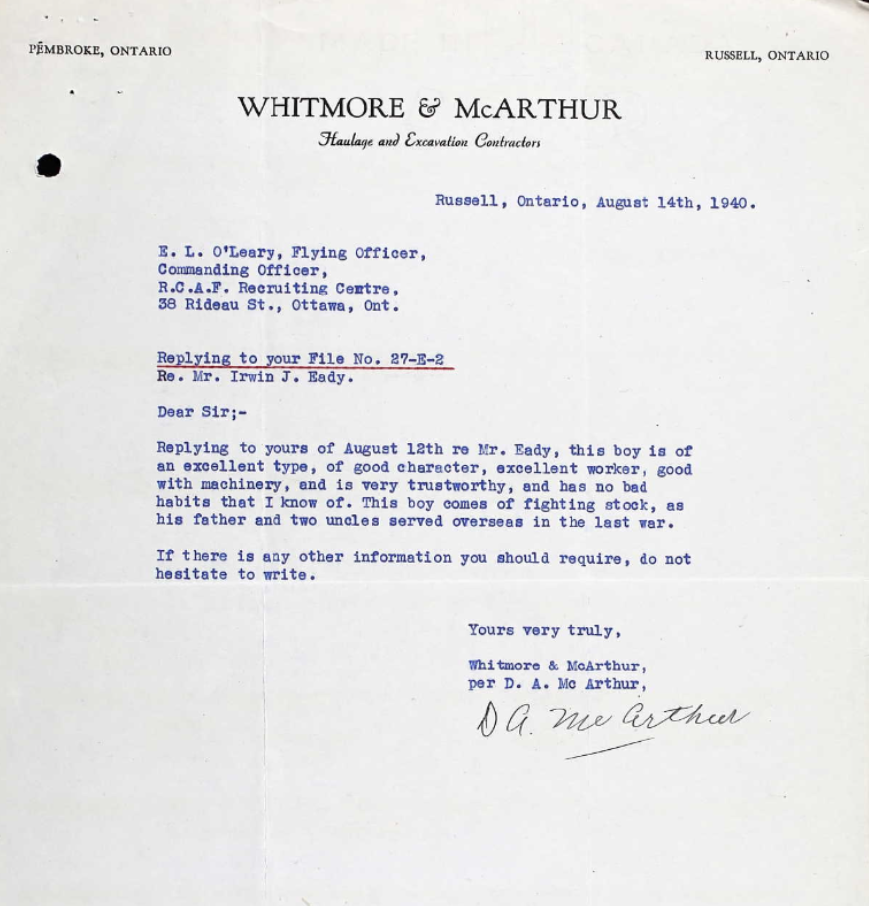 PEMBROKE, ONTARIO
RUSSELL, ONTARIO
WHITMORE & McARTHUR
Haulage and Excavation Contractors
Russell, Ontario, August 14th, 1940.
E. L. O'Leary, Flying Officer,
Commanding Officer,
R.C.A.F. Recruiting Centre,
38 Rideau St., Ottawa, Ont.
Replying to your File No. 27-E-2
Re. Mr. Irwin J. Eady.
Dear Sir;-
Replying to yours of August 12th re Mr. Eady, this boy is of
an excellent type, of good character, excellent worker, good
with machinery, and is very trustworthy, and has no bad
habits that I know of. This boy comes of fighting stock, as
his father and two uncles served overseas in the last war.
If there is any other information you should require, do not
hesitate to write.
Yours very truly,
Whitmore & McArthur,
per D. A. Mc Arthur,
D A. McArthur